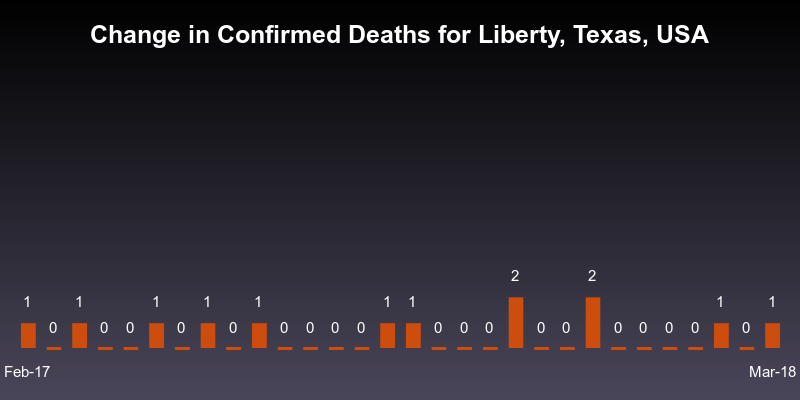 Change in Confirmed Deaths for Liberty, Texas, USA
1 0 1 0 0 1 0 1 0 1 0 0 0 0 1 1 0 0 0 2 0 0 2 0 0 0 0 1 0 1
Feb-17 Mar-18